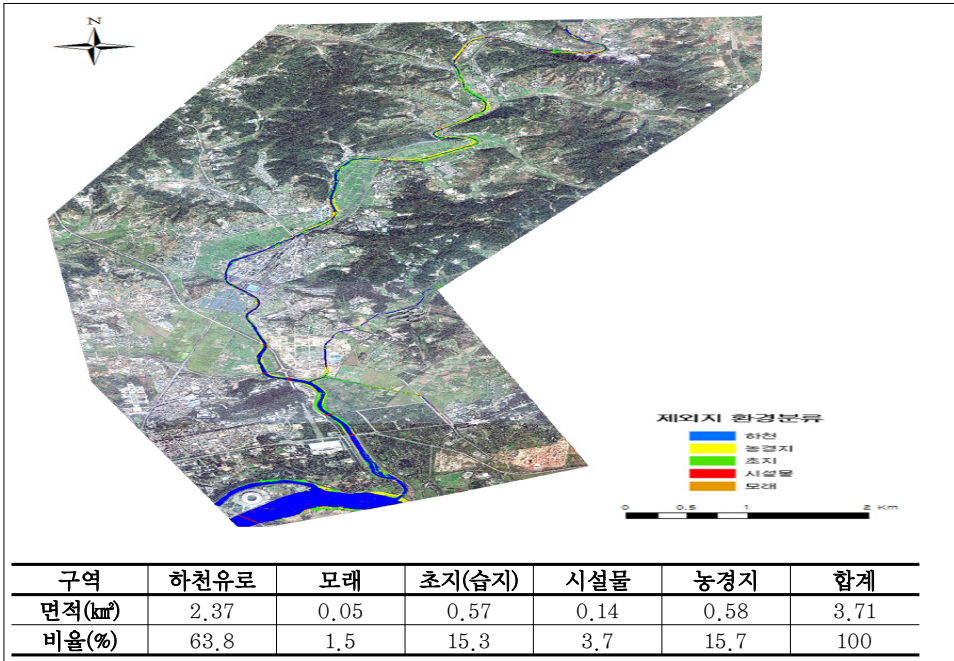 N
제외지 환경분류
하천
농경지
초지
시설물
모래
0 0.5 1 2 Km
구역 하천유로 모래 초지(습지) 시설물 농경지 합계
면적(㎢) 2.37 0.05 0.57 0.14 0.58 3.71
비율(%) 63.8 1.5 15.3 3.7 15.7 100